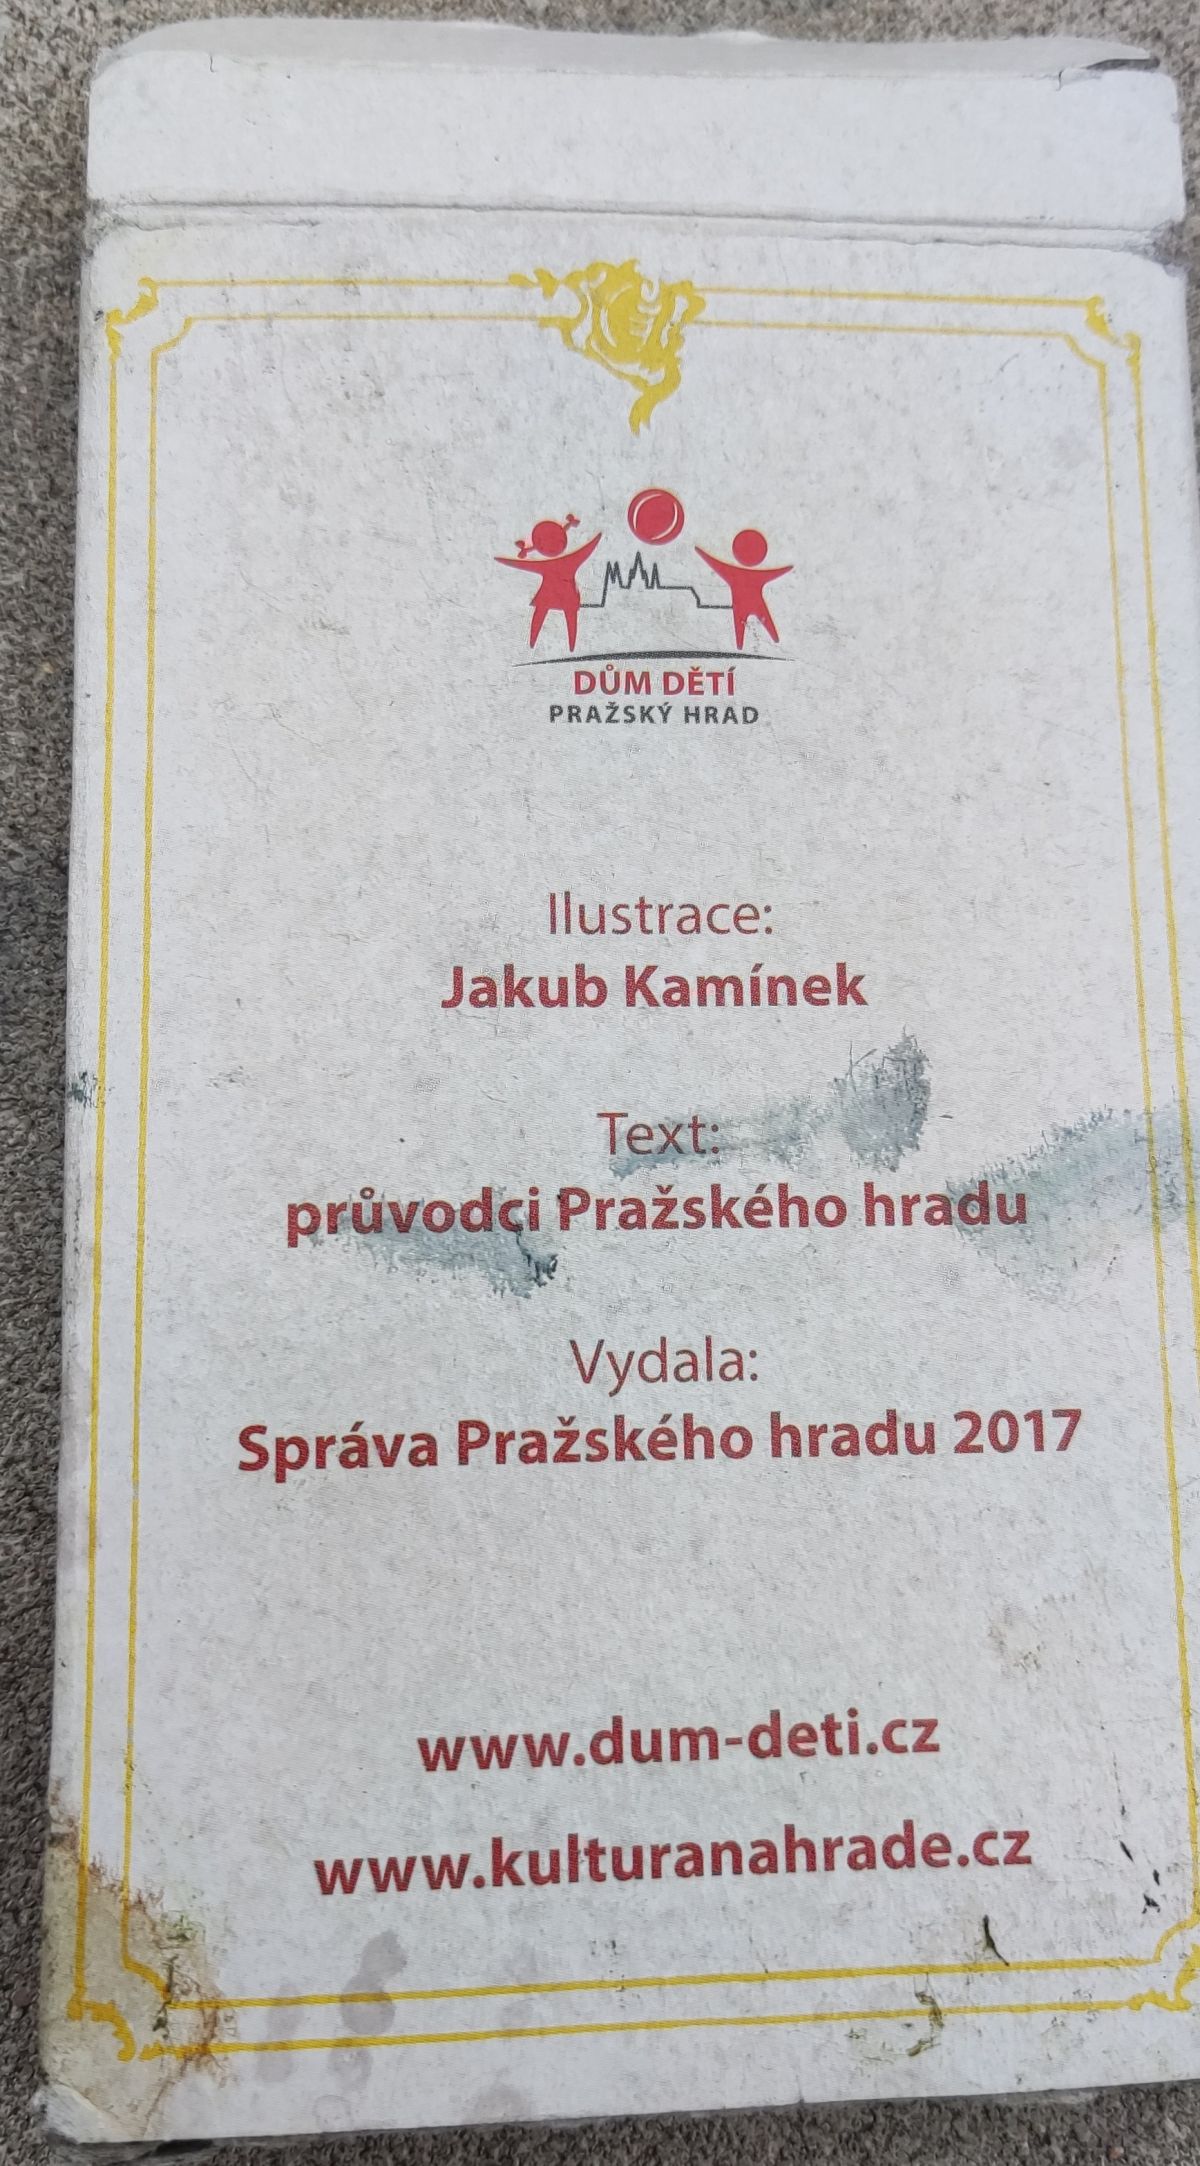 DŮM DĚTÍ
PRAŽSKÝ HRAD
Ilustrace:
Jakub Kamínek
Text:
průvodci Pražského hradu
Vydala:
Správa Pražského hradu 2017
www.dum-deti.cz
www.kulturanahrade.cz